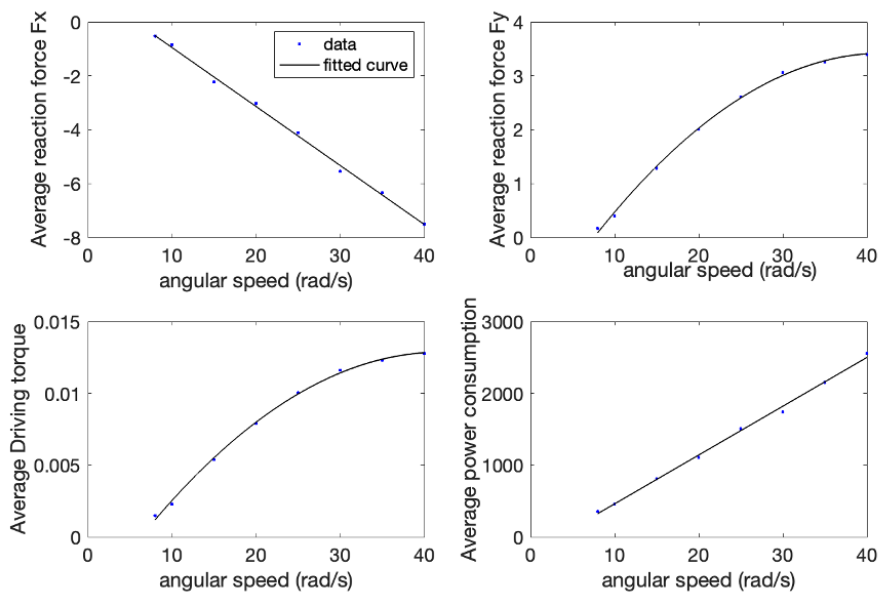 Average reaction force Fx
0
-2
-4
-6
-8
data
fitted curve
0 10 20 30 40
angular speed (rad/s)
Average reaction force Fy
4
3
2
1
0
0 10 20 30 40
angular speed (rad/s)
Average Driving torque
0.015
0.01
0.005
0
0 10 20 30 40
angular speed (rad/s)
Average power consumption
3000
2000
1000
0
0 10 20 30 40
angular speed (rad/s)